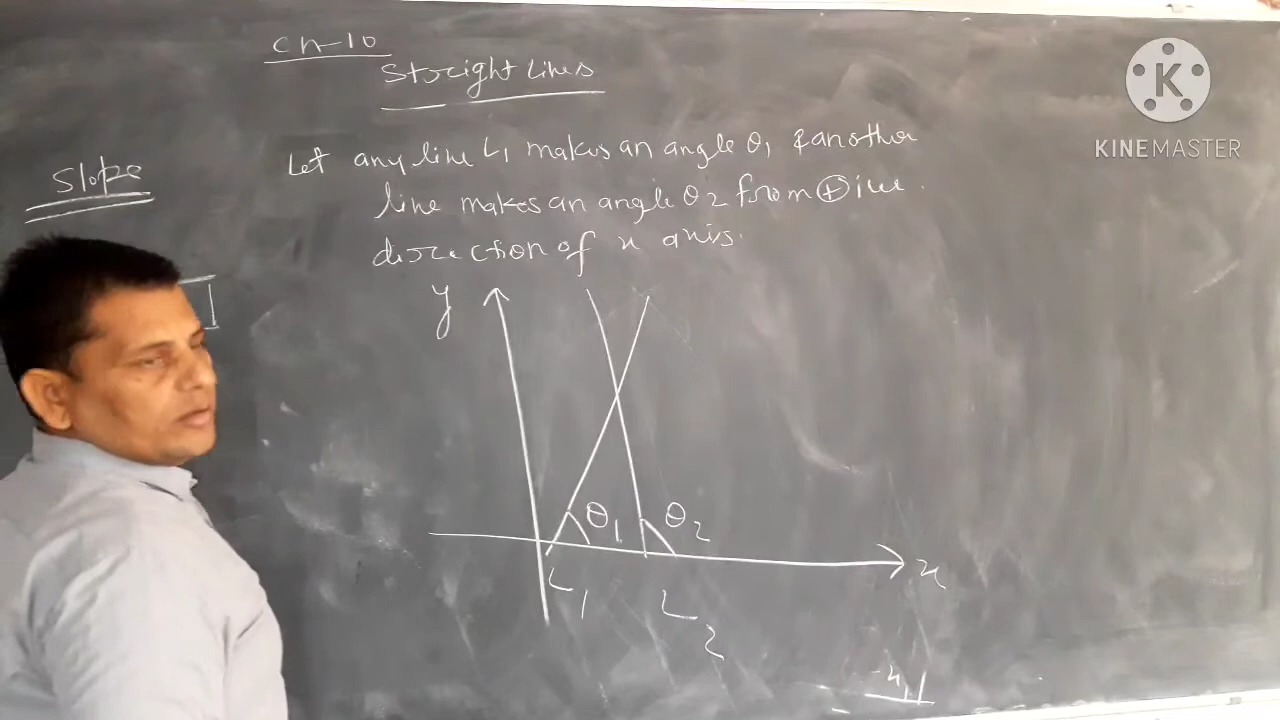 Ch-10
Straight Lines
Slope
Let any line L1 makes an angle θ1 & another
line makes an angle θ2 from ⊕ive
direction of x axis.
y
θ1
θ2
x
L1
L2
K
KINEMASTER